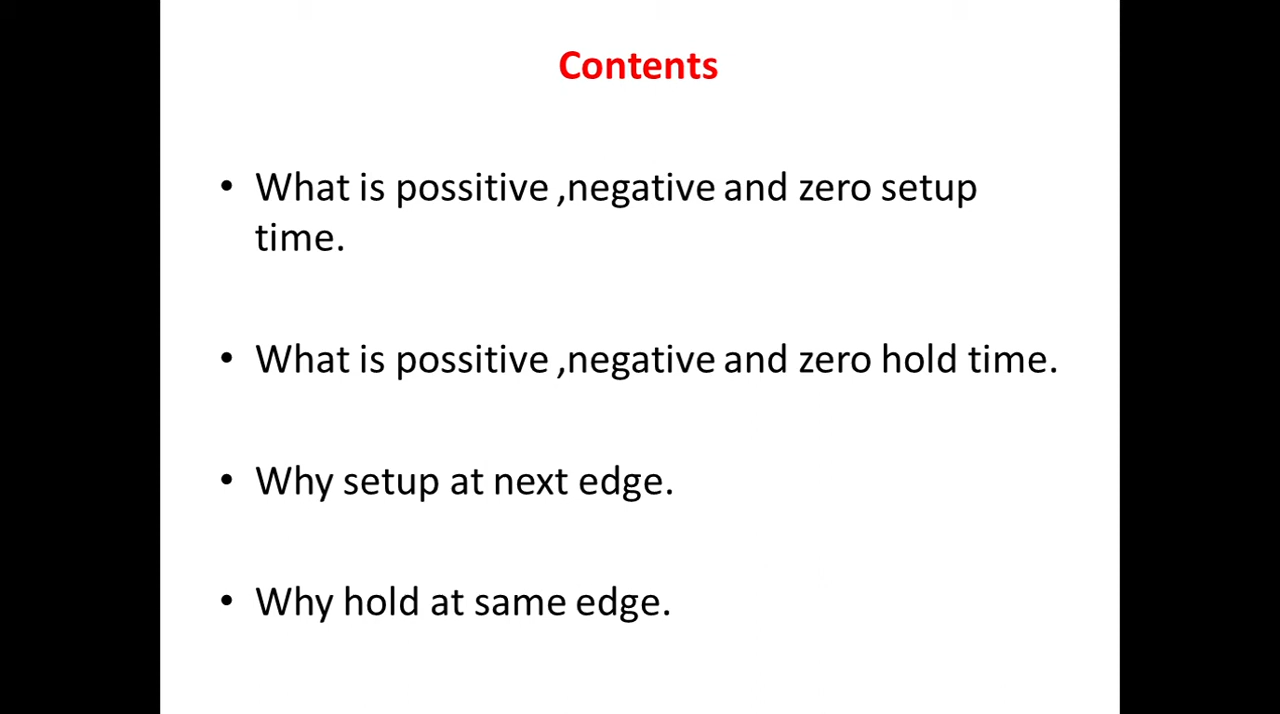 Contents
• What is possitive ,negative and zero setup
time.
• What is possitive ,negative and zero hold time.
• Why setup at next edge.
• Why hold at same edge.